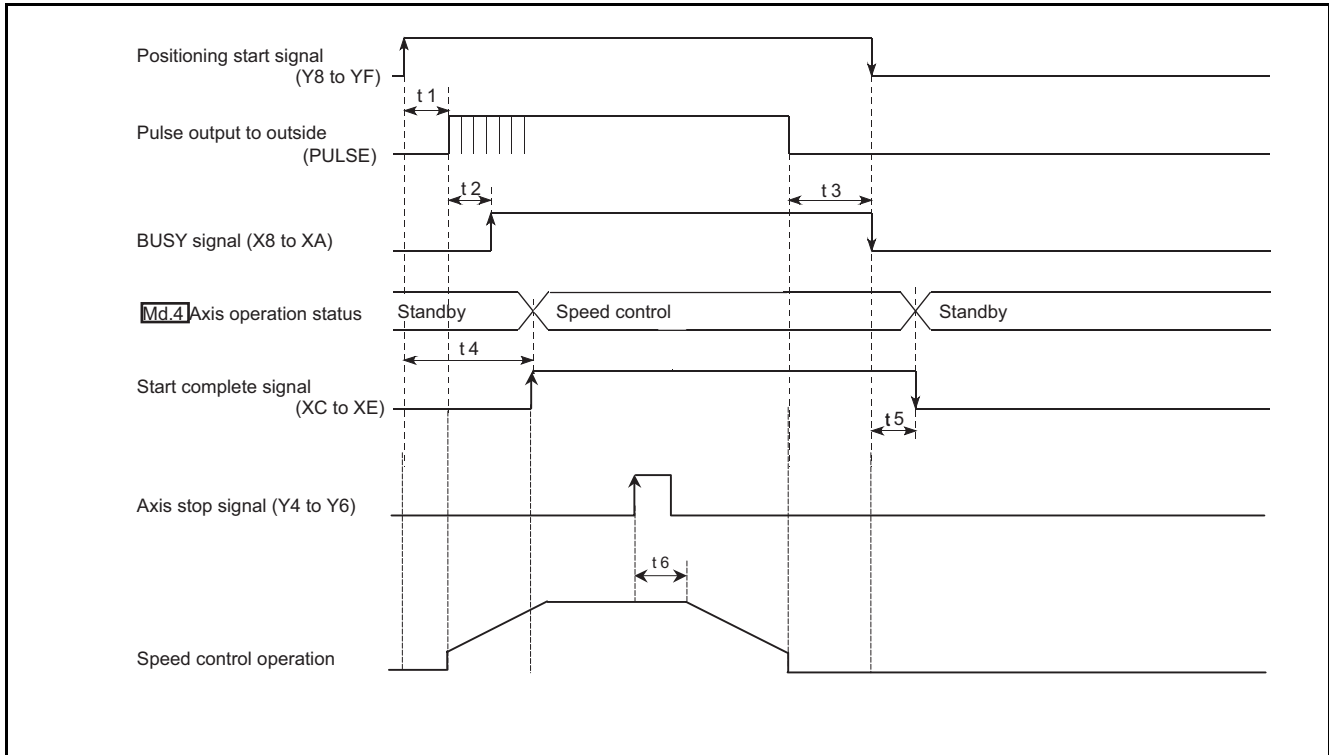 Positioning start signal
(Y8 to YF)
t 1
Pulse output to outside
(PULSE)
t 2
t 3
BUSY signal (X8 to XA)
Md.4 Axis operation status
Standby
Speed control
Standby
t 4
Start complete signal
(XC to XE)
t 5
Axis stop signal (Y4 to Y6)
t 6
Speed control operation